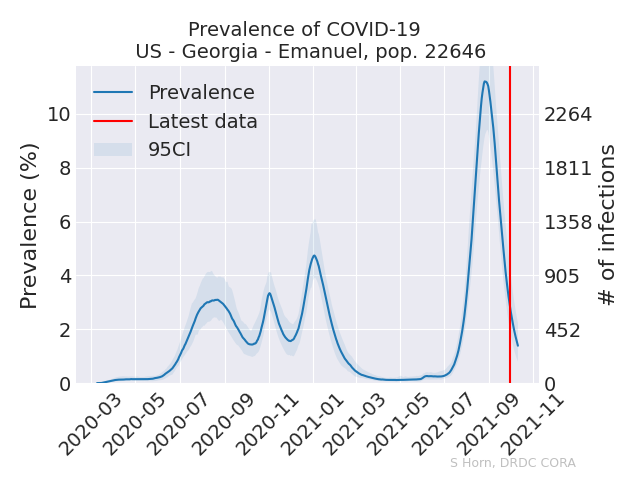 Prevalence of COVID-19
US - Georgia - Emanuel, pop. 22646
Prevalence
Latest data
95CI
Prevalence (%)
10
8
6
4
2
0
2264
1811
1358
905
452
0
# of infections
2020-03
2020-05
2020-07
2020-09
2020-11
2021-01
2021-03
2021-05
2021-07
2021-09
2021-11
S Horn, DRDC CORA